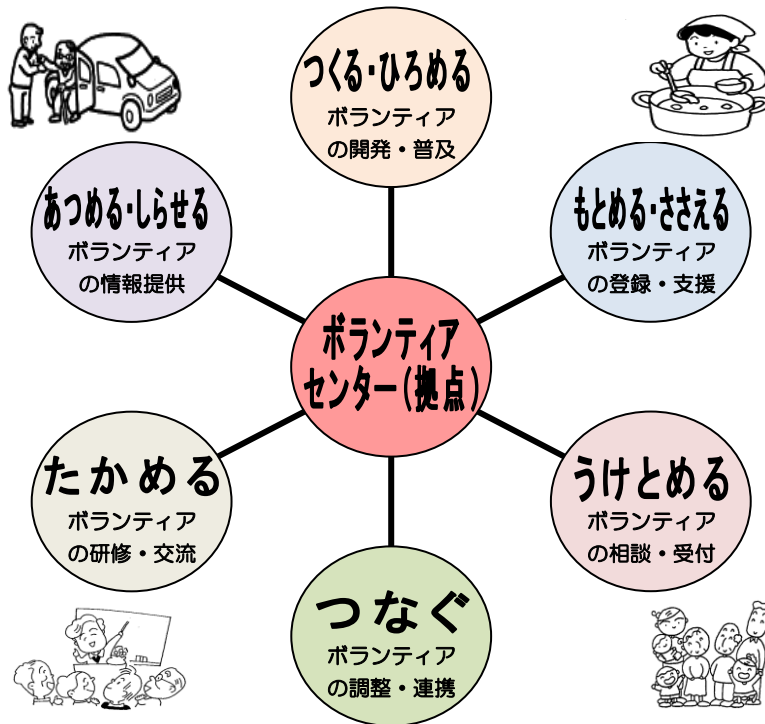 つくる・ひろめる
ボランティア
の開発・普及
あつめる・しらせる
ボランティア
の情報提供
もとめる・ささえる
ボランティア
の登録・支援
ボランティア
センター(拠点)
たかめる
ボランティア
の研修・交流
うけとめる
ボランティア
の相談・受付
つなぐ
ボランティア
の調整・連携